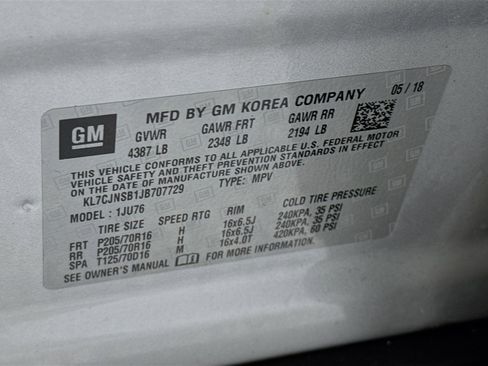 MFD BY GM KOREA COMPANY 05 / 18
GM
GVWR GAWR FRT GAWR RR
4387 LB 2348 LB 2194 LB
THIS VEHICLE CONFORMS TO ALL APPLICABLE U.S. FEDERAL MOTOR
VEHICLE SAFETY, BUMPER, AND THEFT PREVENTION STANDARDS IN EFFECT ON
THE DATE OF MANUFACTURE SHOWN ABOVE.
KL7CJNSB1JB707729 TYPE: MPV
MODEL: 1JU76
TIRE SIZE SPEED RTG RIM COLD TIRE PRESSURE
FRT P205/70R16 H 16x6.5J 240KPA, 35 PSI
RR P205/70R16 H 16x6.5J 240KPA, 35 PSI
SPA T125/70D16 M 16x4.0T 420KPA, 60 PSI
SEE OWNER'S MANUAL FOR MORE INFORMATION.